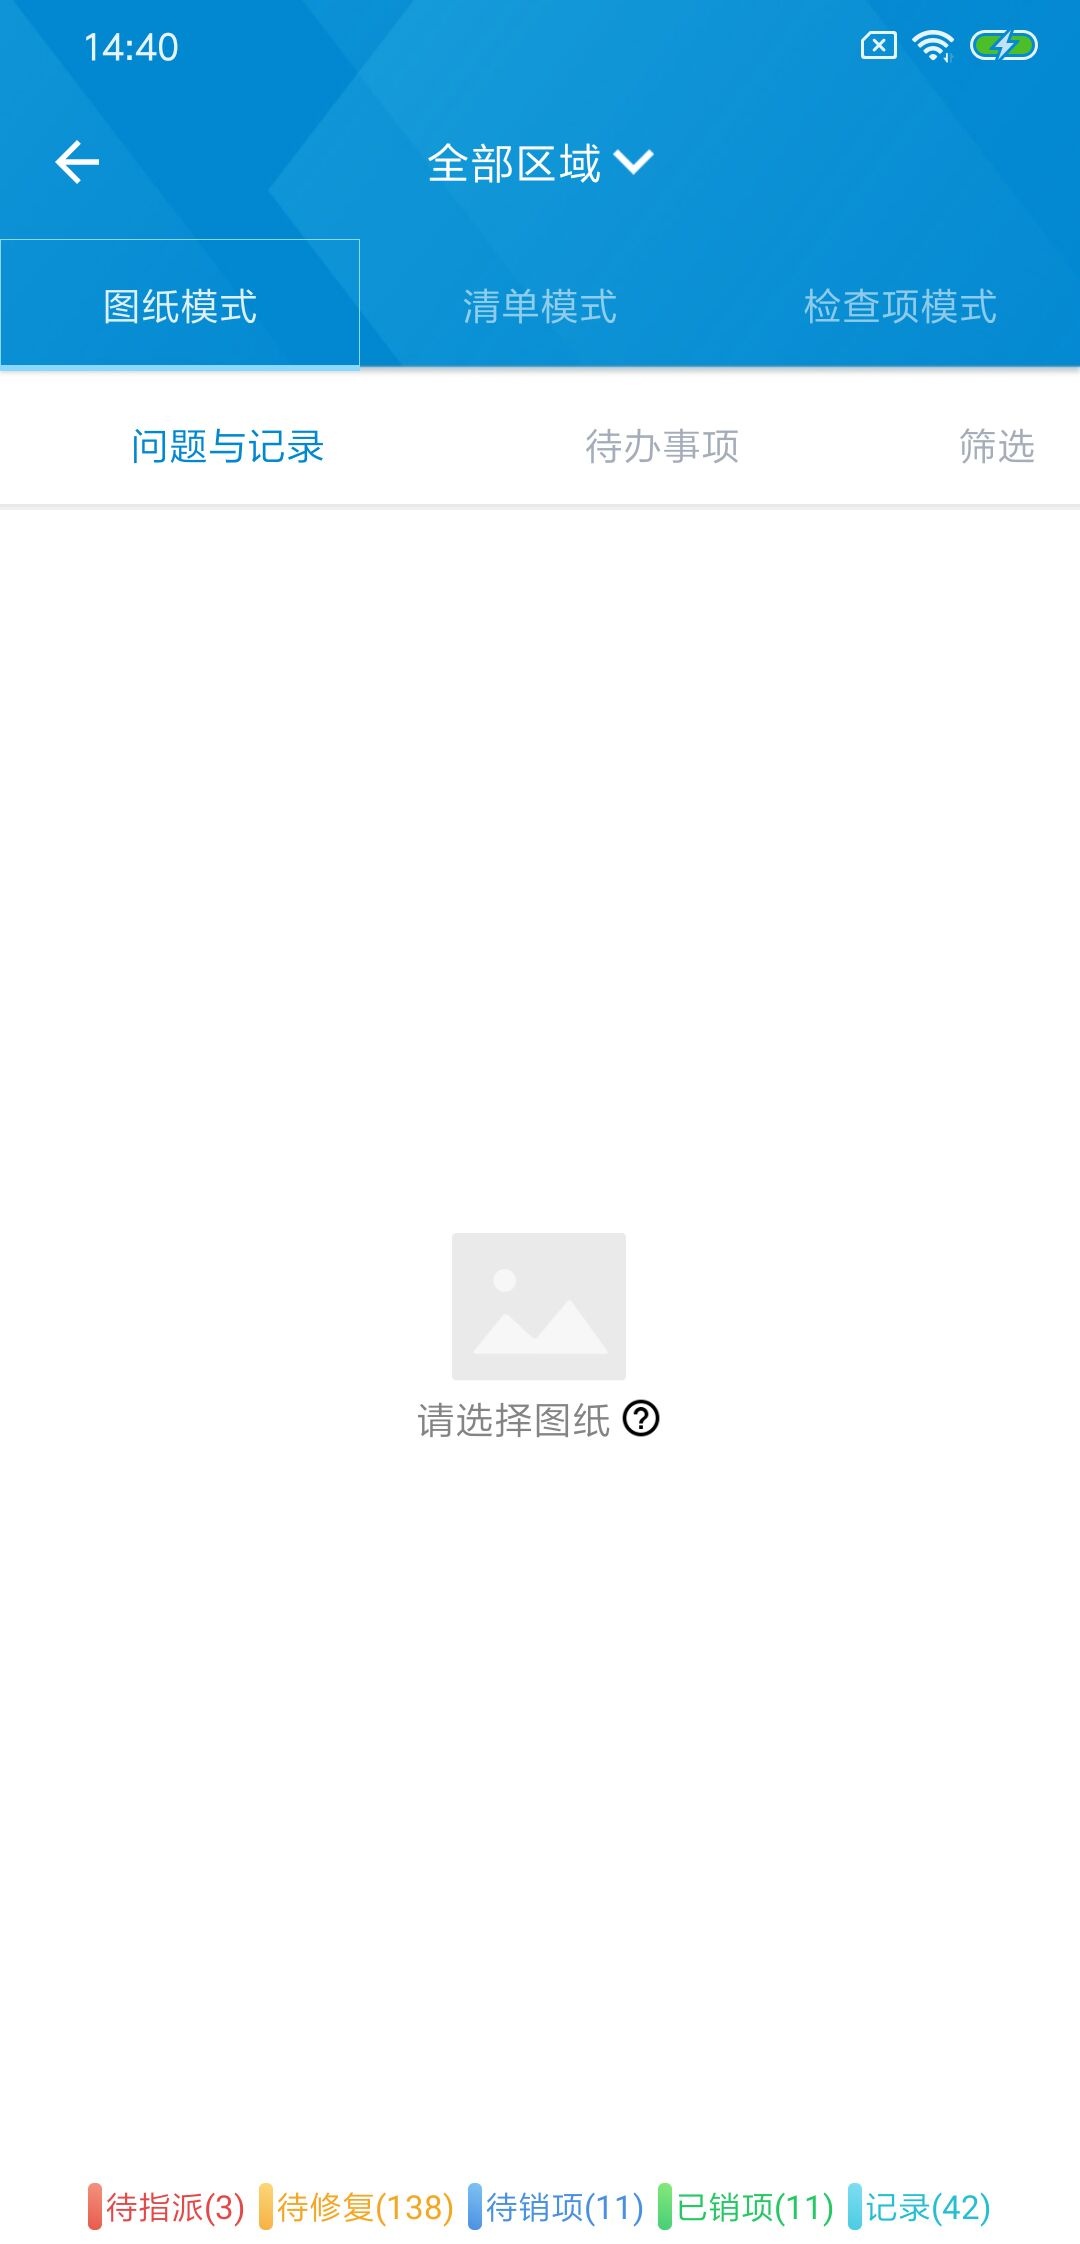 14:40
全部区域
图纸模式 清单模式 检查项模式
问题与记录 待办事项 筛选
请选择图纸 ?
待指派(3) 待修复(138) 待销项(11) 已销项(11) 记录(42)